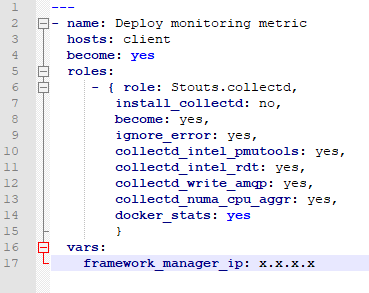 1 ---
2 - name: Deploy monitoring metric
3 hosts: client
4 become: yes
5 roles:
6 - { role: Stouts.collectd,
7 install_collectd: no,
8 become: yes,
9 ignore_error: yes,
10 collectd_intel_pmutools: yes,
11 collectd_intel_rdt: yes,
12 collectd_write_amqp: yes,
13 collectd_numa_cpu_aggr: yes,
14 docker_stats: yes
15 }
16 vars:
17 framework_manager_ip: x.x.x.x